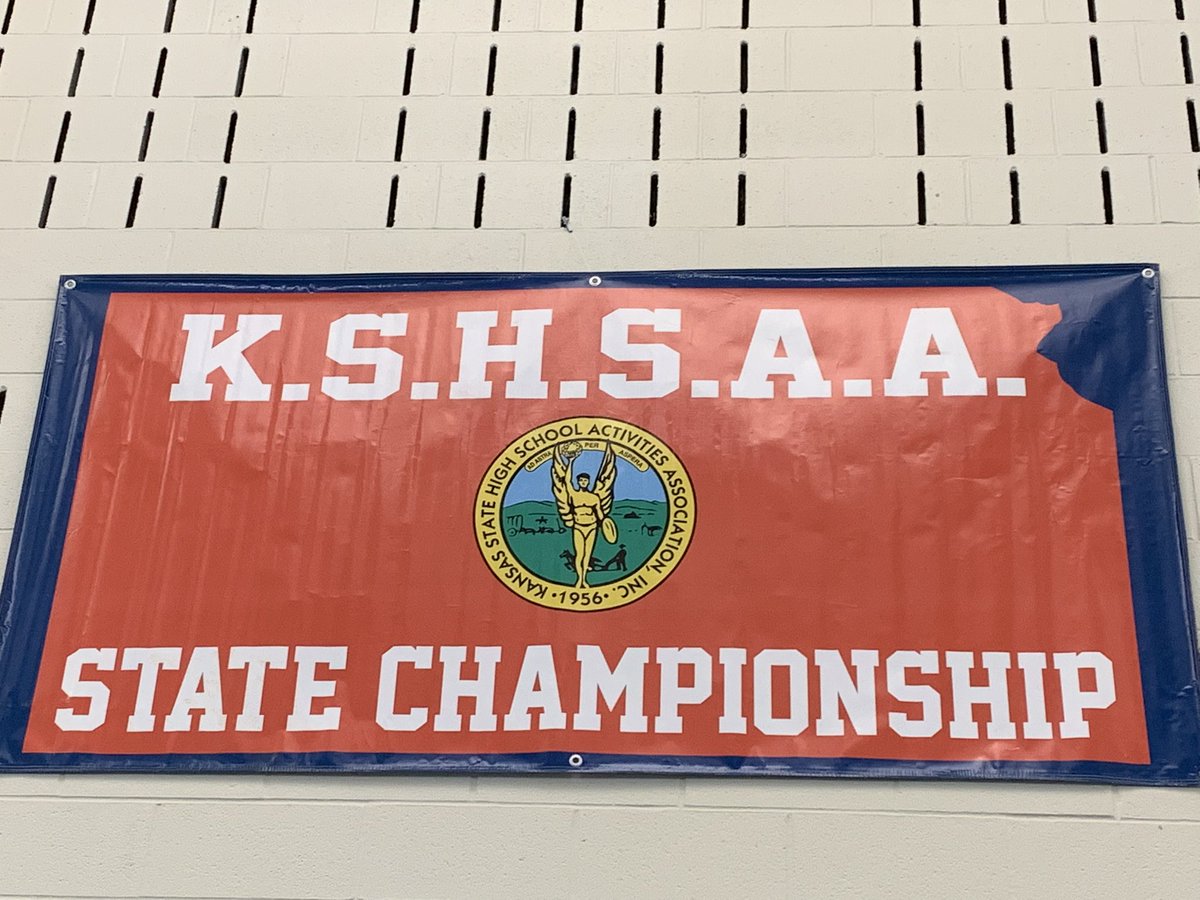 K.S.H.S.A.A.
KANSAS STATE HIGH SCHOOL ACTIVITIES ASSOCIATION, INC.
AD ASTRA PER ASPERA
•1956•
STATE CHAMPIONSHIP